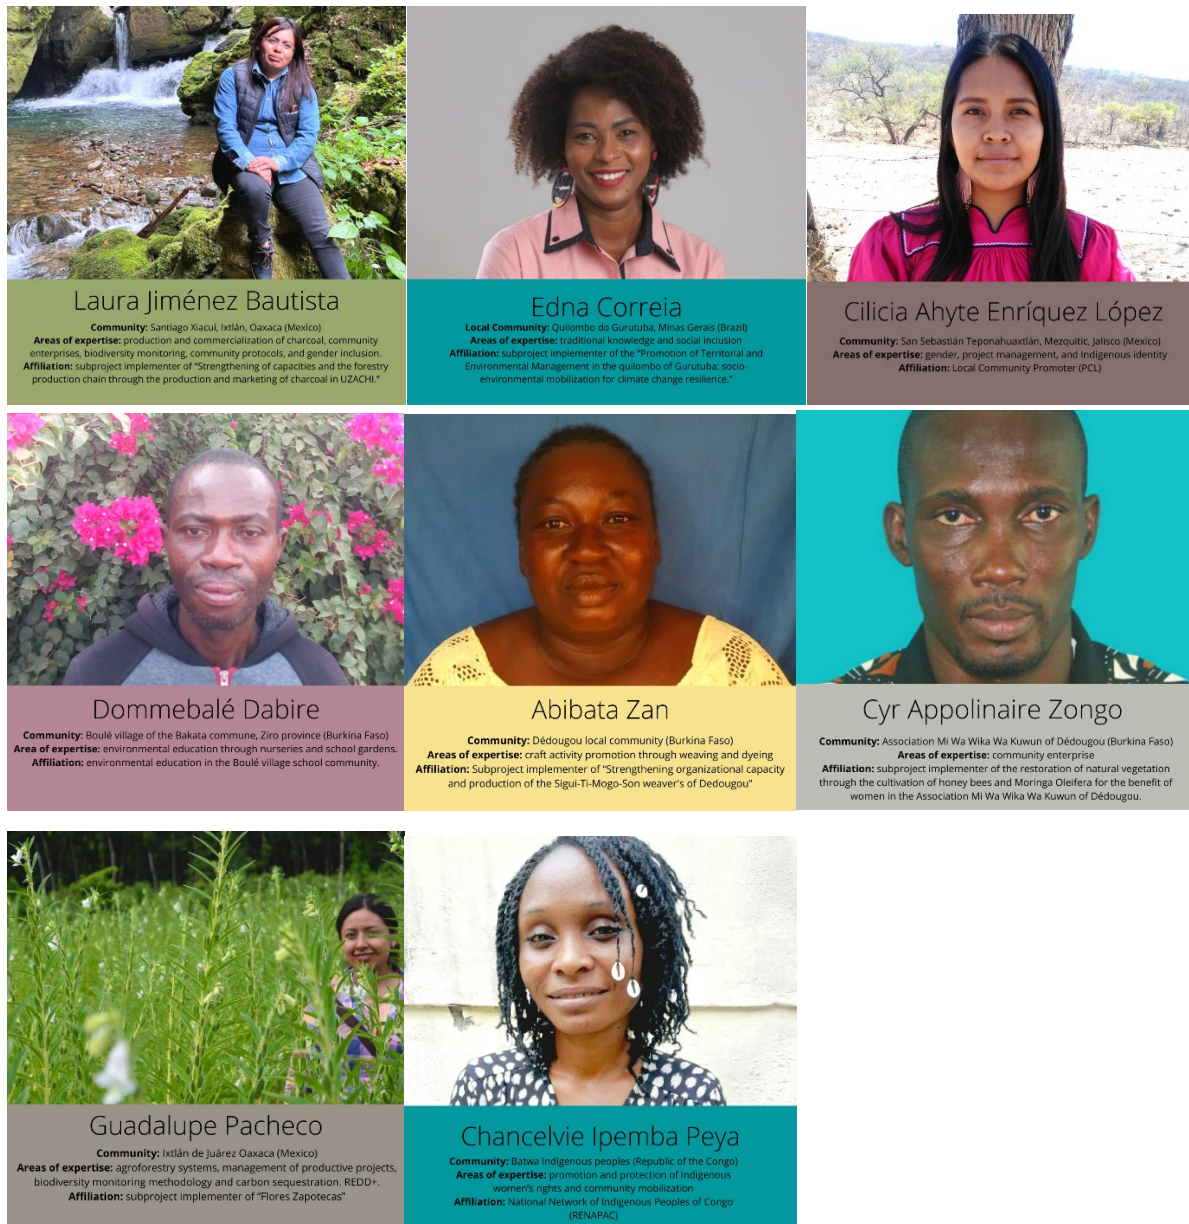 Laura Jiménez Bautista
Community: Santiago Xiacuí, Ixtlán, Oaxaca (Mexico)
Areas of expertise: production and commercialization of charcoal, community
enterprises, biodiversity monitoring, community protocols, and gender inclusion.
Affiliation: subproject implementer of “Strengthening of capacities and the forestry
production chain through the production and marketing of charcoal in UZACHI.”
Edna Correia
Local Community: Quilombo do Gurutuba, Minas Gerais (Brazil)
Areas of expertise: traditional knowledge and social inclusion
Affiliation: subproject implementer of the “Promotion of Territorial and
Environmental Management in the quilombo of Gurutuba: socio-
environmental mobilization for climate change resilience.”
Cilicia Ahyte Enríquez López
Community: San Sebastián Teponahuaxtlán, Mezquitic, Jalisco (Mexico)
Areas of expertise: gender, project management, and Indigenous identity
Affiliation: Local Community Promoter (PCL)
Dommebalé Dabire
Community: Boulé village of the Bakata commune, Ziro province (Burkina Faso)
Area of expertise: environmental education through nurseries and school gardens.
Affiliation: environmental education in the Boulé village school community.
Abibata Zan
Community: Dédougou local community (Burkina Faso)
Areas of expertise: craft activity promotion through weaving and dyeing
Affiliation: Subproject implementer of “Strengthening organizational capacity
and production of the Sigui-Ti-Mogo-Son weaver's of Dedougou”
Cyr Appolinaire Zongo
Community: Association Mi Wa Wika Wa Kuwun of Dédougou (Burkina Faso)
Areas of expertise: community enterprise
Affiliation: subproject implementer of the restoration of natural vegetation
through the cultivation of honey bees and Moringa Oleifera for the benefit of
women in the Association Mi Wa Wika Wa Kuwun of Dédougou.
Guadalupe Pacheco
Community: Ixtlán de Juárez Oaxaca (Mexico)
Areas of expertise: agroforestry systems, management of productive projects,
biodiversity monitoring methodology and carbon sequestration. REDD+.
Affiliation: subproject implementer of “Flores Zapotecas”
Chancelvie Ipemba Peya
Community: Batwa Indigenous peoples (Republic of the Congo)
Areas of expertise: promotion and protection of Indigenous
women’s rights and community mobilization
Affiliation: National Network of Indigenous Peoples of Congo
(RENAPAC)